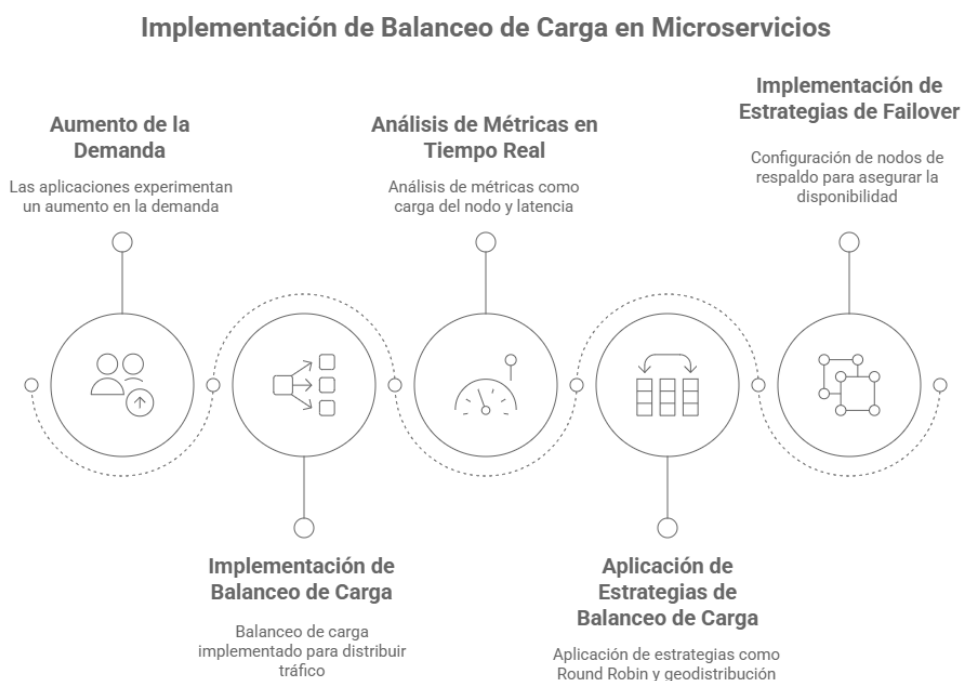 Implementación de Balanceo de Carga en Microservicios
Aumento de la
Demanda
Las aplicaciones experimentan
un aumento en la demanda
Implementación de
Balanceo de Carga
Balanceo de carga
implementado para distribuir
tráfico
Análisis de Métricas en
Tiempo Real
Análisis de métricas como
carga del nodo y latencia
Aplicación de
Estrategias de
Balanceo de Carga
Aplicación de estrategias como
Round Robin y geodistribución
Implementación de
Estrategias de Failover
Configuración de nodos de
respaldo para asegurar la
disponibilidad